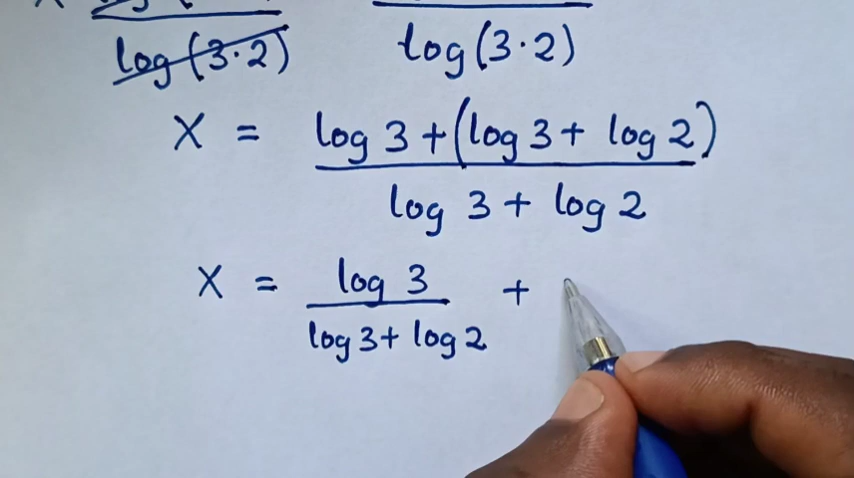 log (3·2) log (3·2)
x = log 3 + (log 3 + log 2)
log 3 + log 2
x = log 3 +
log 3 + log 2